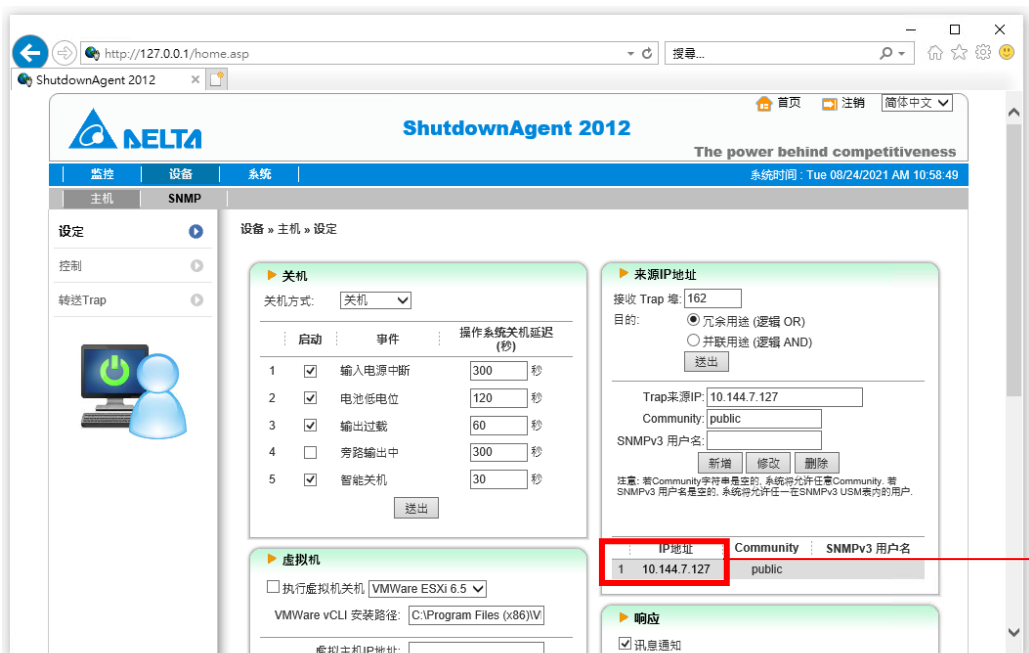 http://127.0.0.1/home.asp
搜尋...
ShutdownAgent 2012
首页 注销 简体中文
DELTA
ShutdownAgent 2012
The power behind competitiveness
监控 设备 系统
系统时间 : Tue 08/24/2021 AM 10:58:49
主机 SNMP
设定
控制
转送Trap
设备 » 主机 » 设定
关机
关机方式: 关机
启动 事件 操作系统关机延迟
(秒)
1 输入电源中断 300 秒
2 电池低电位 120 秒
3 输出过载 60 秒
4 旁路输出中 300 秒
5 智能关机 30 秒
送出
虚拟机
执行虚拟机关机 VMWare ESXi 6.5
VMWare vCLI 安装路径: C:\Program Files (x86)\V
虚拟主机IP地址:
来源IP地址
接收 Trap 埠: 162
目的: 冗余用途 (逻辑 OR)
并联用途 (逻辑 AND)
送出
Trap来源IP: 10.144.7.127
Community: public
SNMPv3 用户名:
新增 修改 删除
注意: 若Community字符串是空的, 系统将允许任意Community. 若
SNMPv3 用户名是空的, 系统将允许任一在SNMPv3 USM表内的用户.
IP地址 Community SNMPv3 用户名
1 10.144.7.127 public
响应
讯息通知